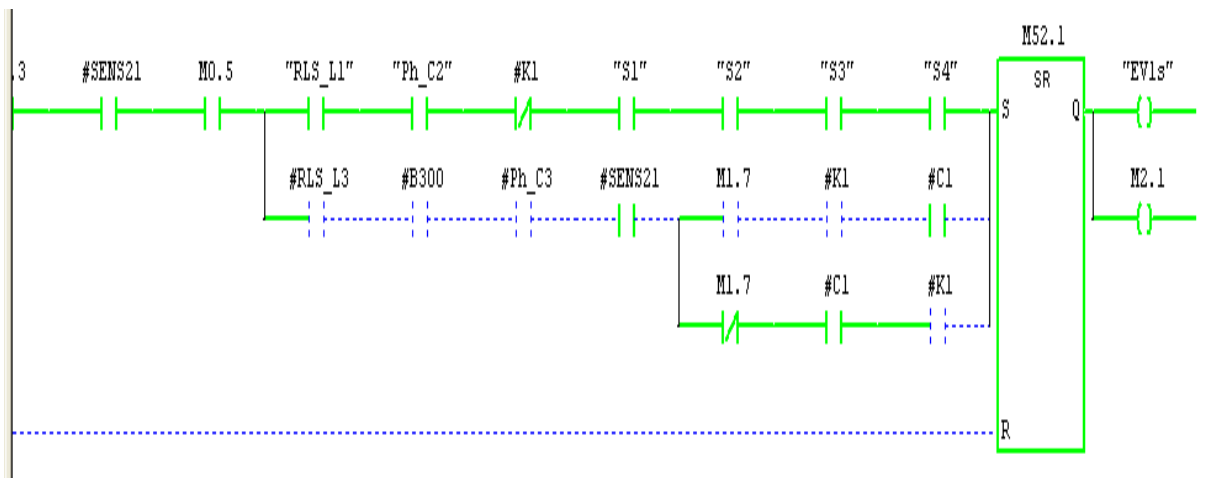 M52.1
.3 #SENS21 M0.5 "RLS_L1" "Ph_C2" #K1 "S1" "S2" "S3" "S4" SR "EV1s"
S Q
#RLS_L3 #B300 #Ph_C3 #SENS21 M1.7 #K1 #C1 M2.1
M1.7 #C1 #K1
R